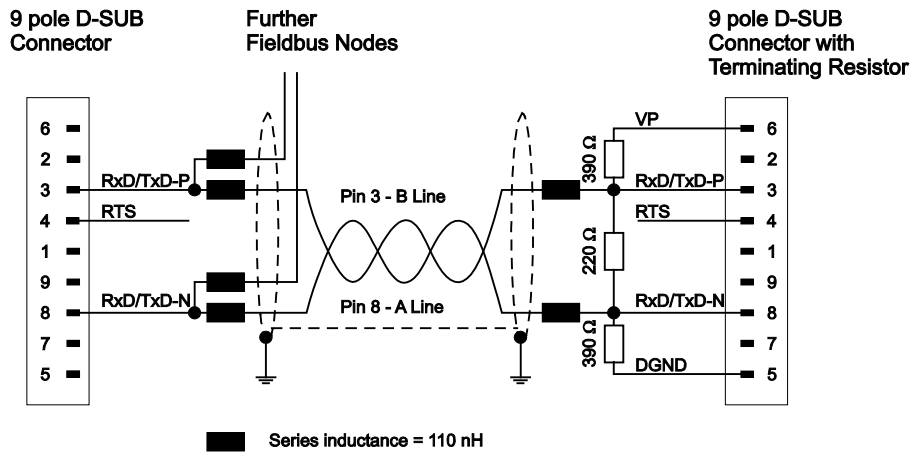 9 pole D-SUB
Connector
Further
Fieldbus Nodes
9 pole D-SUB
Connector with
Terminating Resistor
6
2
3
4
1
9
8
7
5
RxD/TxD-P
RTS
RxD/TxD-N
Pin 3 - B Line
Pin 8 - A Line
390 Ω
220 Ω
390 Ω
VP
RxD/TxD-P
RTS
RxD/TxD-N
DGND
6
2
3
4
1
9
8
7
5
Series inductance = 110 nH